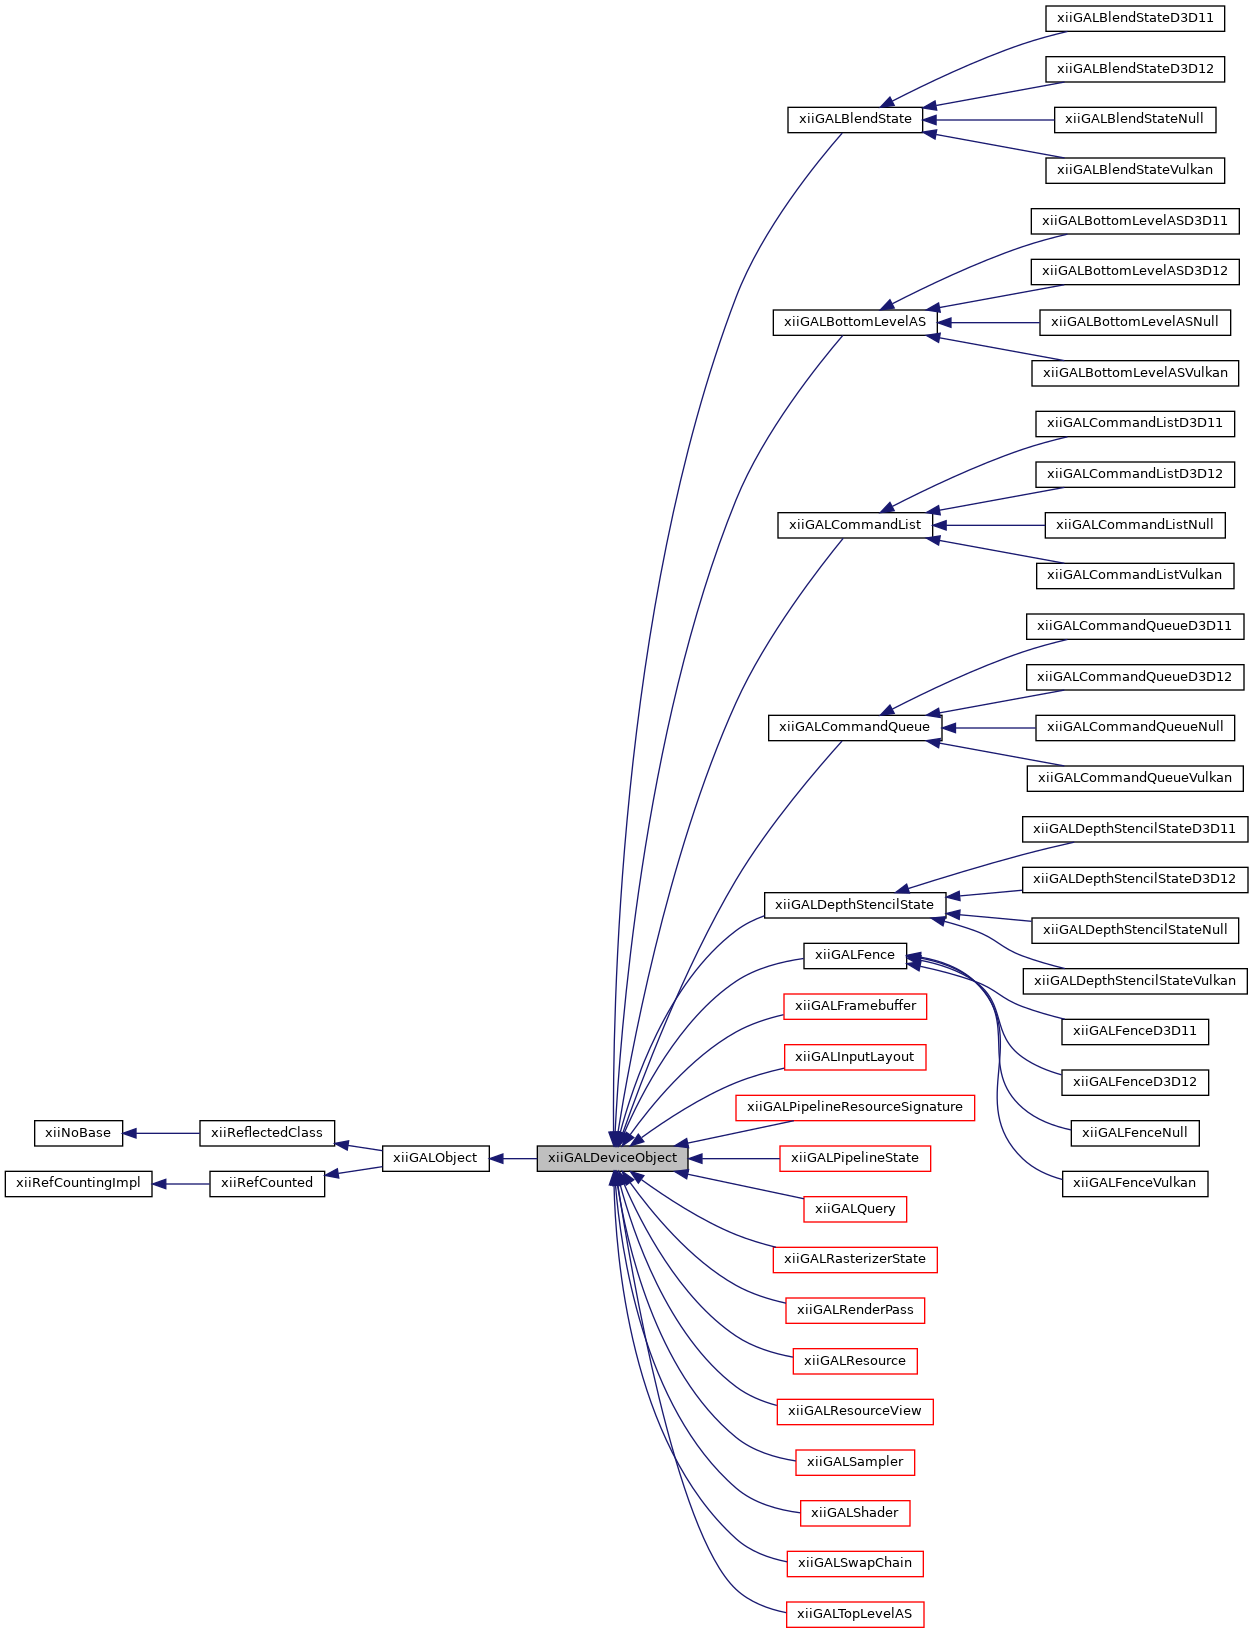 xiiNoBase
xiiRefCountingImpl
xiiReflectedClass
xiiRefCounted
xiiGALObject
xiiGALDeviceObject
xiiGALBlendState
xiiGALBlendStateD3D11
xiiGALBlendStateD3D12
xiiGALBlendStateNull
xiiGALBlendStateVulkan
xiiGALBottomLevelAS
xiiGALBottomLevelASD3D11
xiiGALBottomLevelASD3D12
xiiGALBottomLevelASNull
xiiGALBottomLevelASVulkan
xiiGALCommandList
xiiGALCommandListD3D11
xiiGALCommandListD3D12
xiiGALCommandListNull
xiiGALCommandListVulkan
xiiGALCommandQueue
xiiGALCommandQueueD3D11
xiiGALCommandQueueD3D12
xiiGALCommandQueueNull
xiiGALCommandQueueVulkan
xiiGALDepthStencilState
xiiGALDepthStencilStateD3D11
xiiGALDepthStencilStateD3D12
xiiGALDepthStencilStateNull
xiiGALDepthStencilStateVulkan
xiiGALFence
xiiGALFenceD3D11
xiiGALFenceD3D12
xiiGALFenceNull
xiiGALFenceVulkan
xiiGALFramebuffer
xiiGALInputLayout
xiiGALPipelineResourceSignature
xiiGALPipelineState
xiiGALQuery
xiiGALRasterizerState
xiiGALRenderPass
xiiGALResource
xiiGALResourceView
xiiGALSampler
xiiGALShader
xiiGALSwapChain
xiiGALTopLevelAS